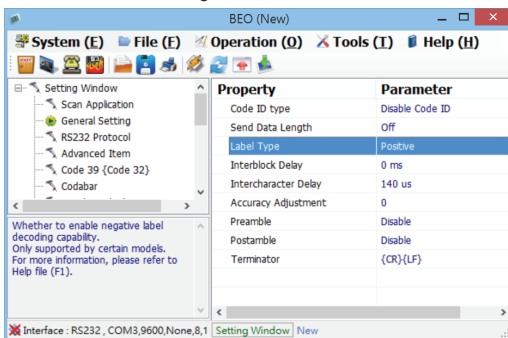 BEO (New)
System (E) File (F) Operation (O) Tools (T) Help (H)
Setting Window
Scan Application
General Setting
RS232 Protocol
Advanced Item
Code 39 {Code 32}
Codabar
Whether to enable negative label
decoding capability.
Only supported by certain models.
For more information, please refer to
Help file (F1).
Property Parameter
Code ID type Disable Code ID
Send Data Length Off
Label Type Positive
Interblock Delay 0 ms
Intercharacter Delay 140 us
Accuracy Adjustment 0
Preamble Disable
Postamble Disable
Terminator {CR}{LF}
Interface : RS232 , COM3,9600,None,8,1 Setting Window New